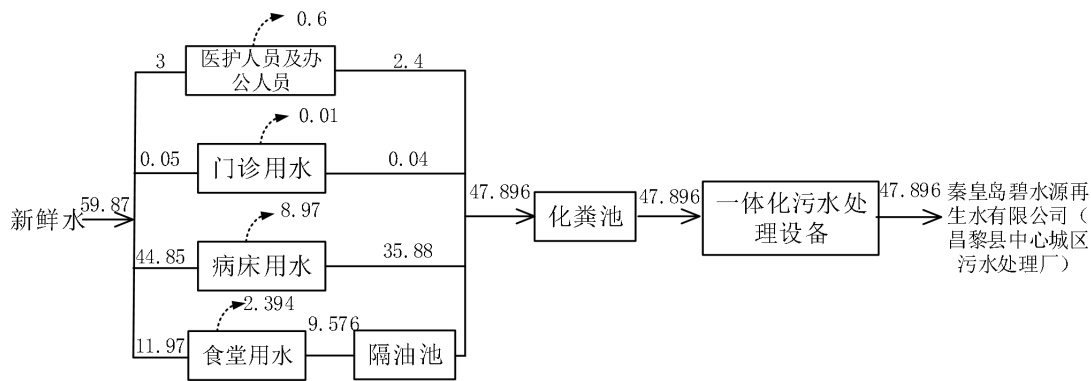 0.6
3
医护人员及办
公人员
2.4
0.01
0.05
门诊用水
0.04
新鲜水
59.87
8.97
44.85
病床用水
35.88
2.394
11.97
食堂用水
9.576
隔油池
47.896
化粪池
47.896
一体化污水处
理设备
47.896
秦皇岛碧水源再
生水有限公司（
昌黎县中心城区
污水处理厂）